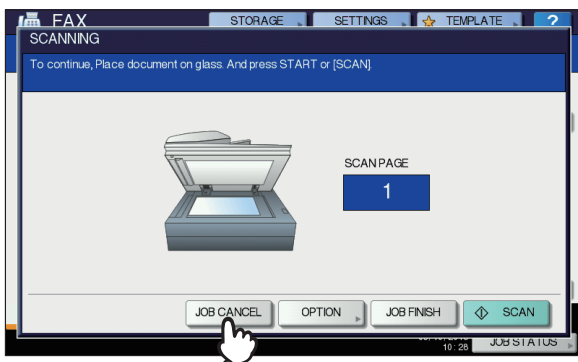 FAX STORAGE SETTINGS TEMPLATE ?
SCANNING
To continue, Place document on glass. And press START or [SCAN]
SCAN PAGE
1
JOB CANCEL OPTION JOB FINISH SCAN
10:28 JOB STATUS